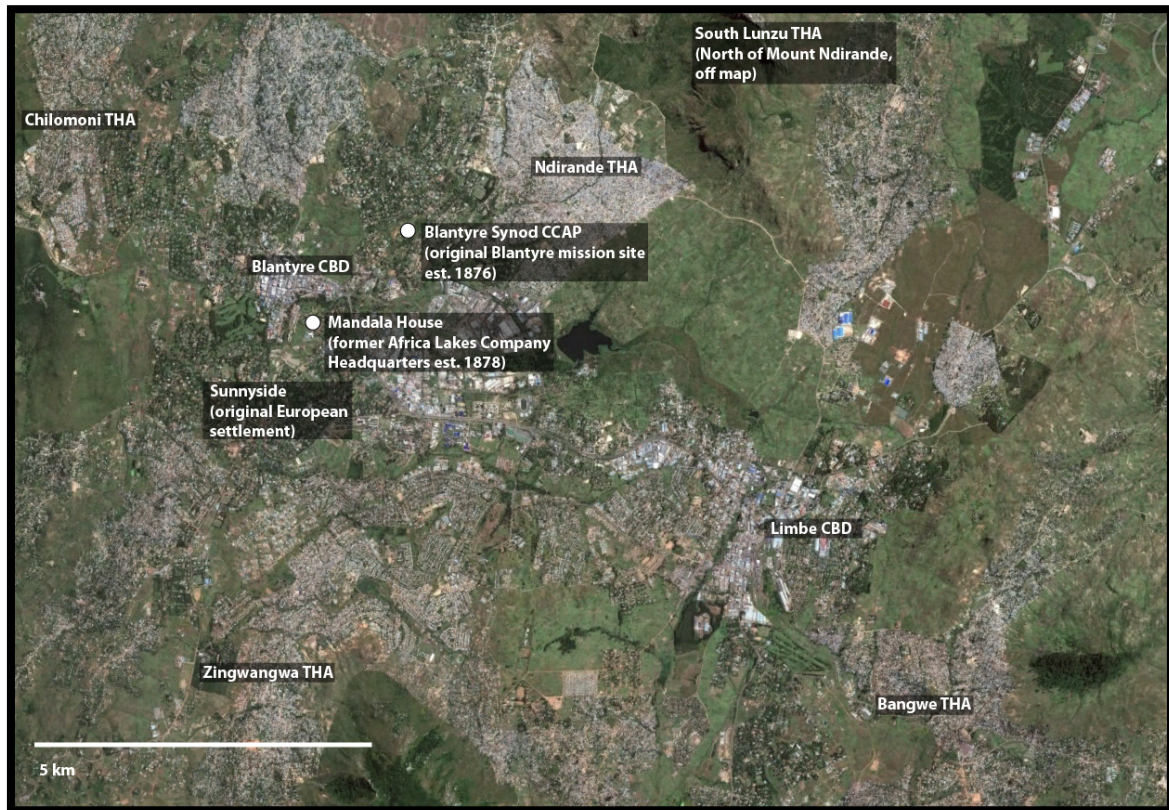 South Lunzu THA
(North of Mount Ndirande,
off map)
Chilomoni THA
Ndirande THA
Blantyre Synod CCAP
(original Blantyre mission site
est. 1876)
Blantyre CBD
Mandala House
(former Africa Lakes Company
Headquarters est. 1878)
Sunnyside
(original European
settlement)
Limbe CBD
Zingwangwa THA
Bangwe THA
5 km